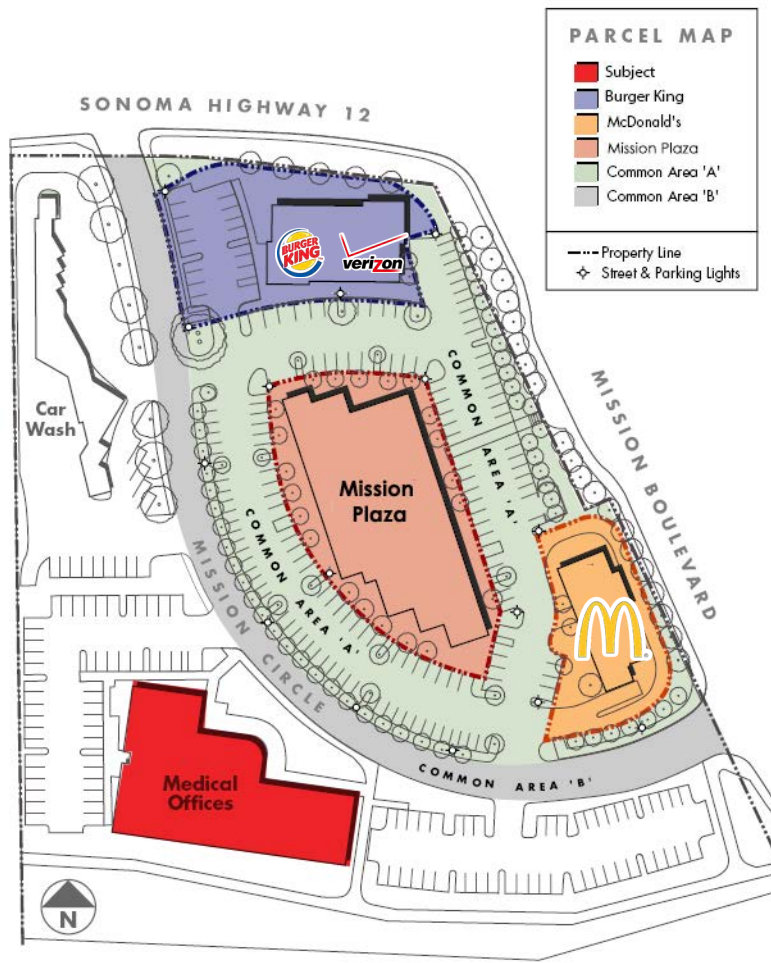 PARCEL MAP
Subject
Burger King
McDonald's
Mission Plaza
Common Area 'A'
Common Area 'B'
Property Line
Street & Parking Lights
SONOMA HIGHWAY 12
BURGER
KING
verizon
Car
Wash
COMMON AREA 'A'
MISSION BOULEVARD
Mission
Plaza
COMMON AREA 'A'
MISSION CIRCLE
Medical
Offices
COMMON AREA 'B'
N